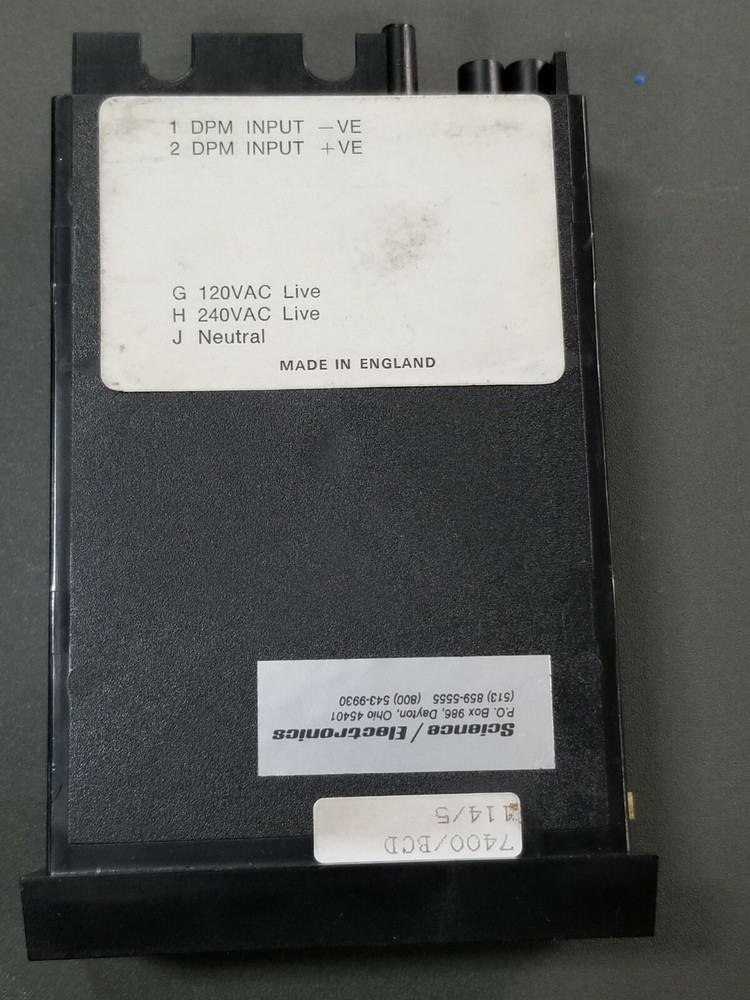 1 DPM INPUT −VE
2 DPM INPUT +VE
G 120VAC Live
H 240VAC Live
J Neutral
MADE IN ENGLAND
Science/Electronics
P.O. Box 986, Dayton, Ohio 45401
(513) 859-5555 (800) 543-9930
7400/BCD
114/5